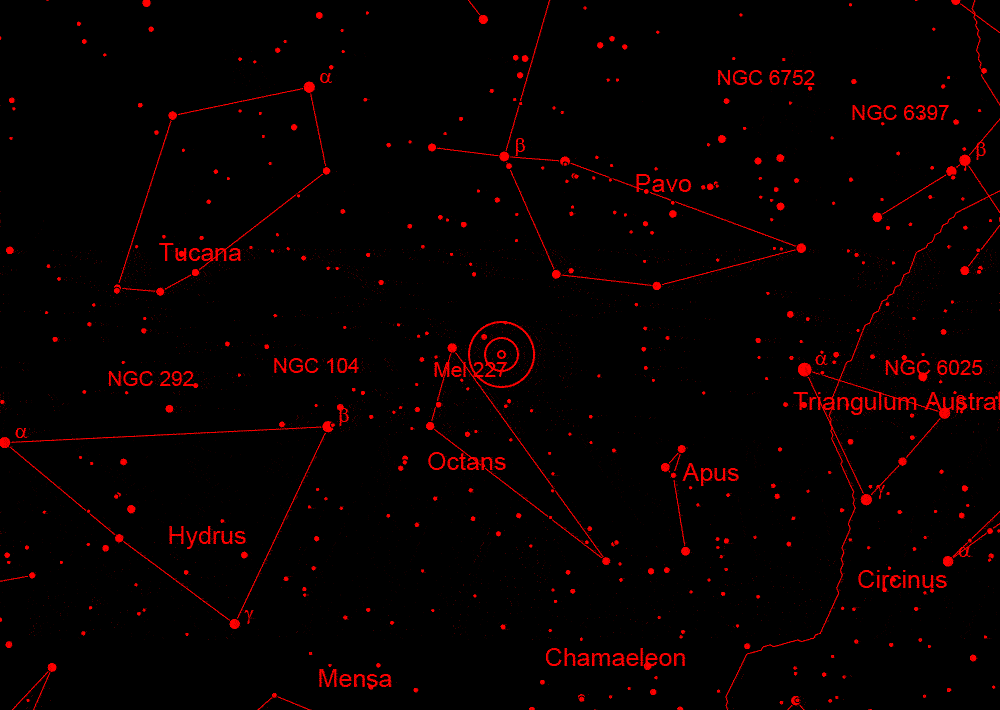 α
NGC 6752
NGC 6397
β
β
Pavo
Tucana
NGC 292
NGC 104
Mel 227
α
NGC 6025
Triangulum Austral
β
β
α
Octans
Apus
γ
Hydrus
α
Circinus
γ
Chamaeleon
Mensa